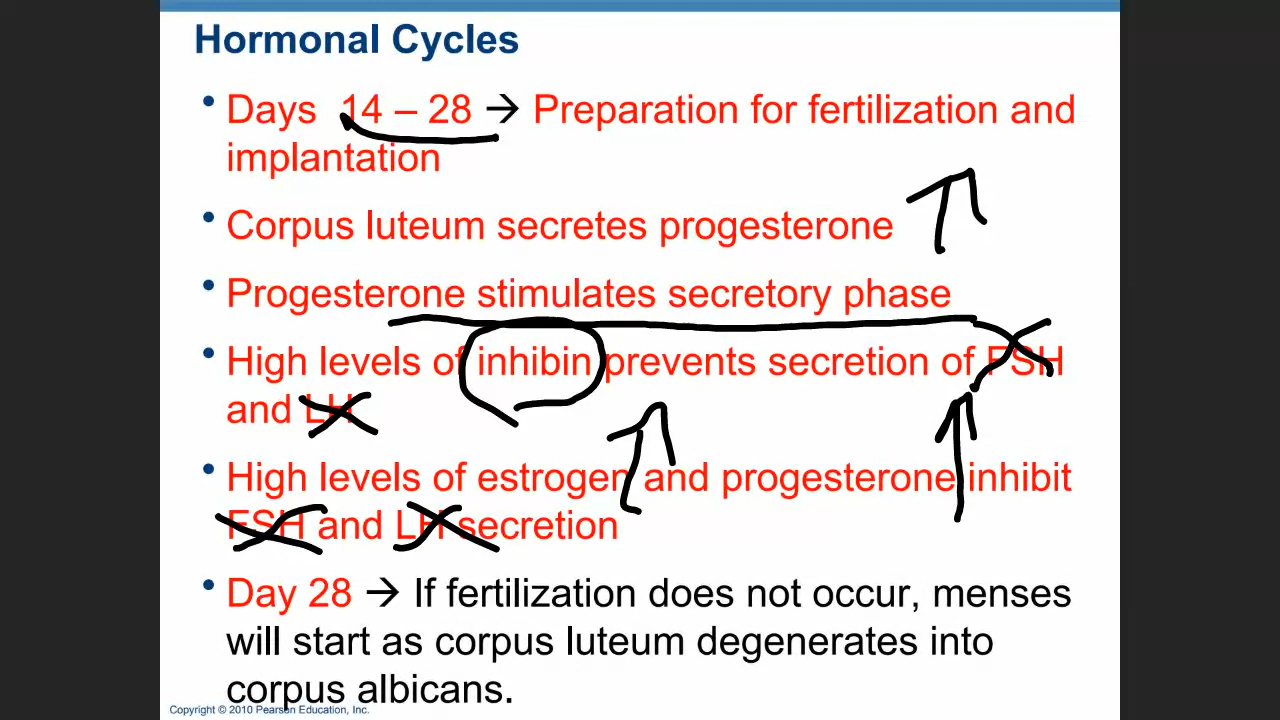 Hormonal Cycles
• Days 14 – 28 → Preparation for fertilization and
implantation
• Corpus luteum secretes progesterone
• Progesterone stimulates secretory phase
• High levels of inhibin prevents secretion of FSH
and LH
• High levels of estrogen and progesterone inhibit
FSH and LH secretion
• Day 28 → If fertilization does not occur, menses
will start as corpus luteum degenerates into
corpus albicans.
Copyright © 2010 Pearson Education, Inc.